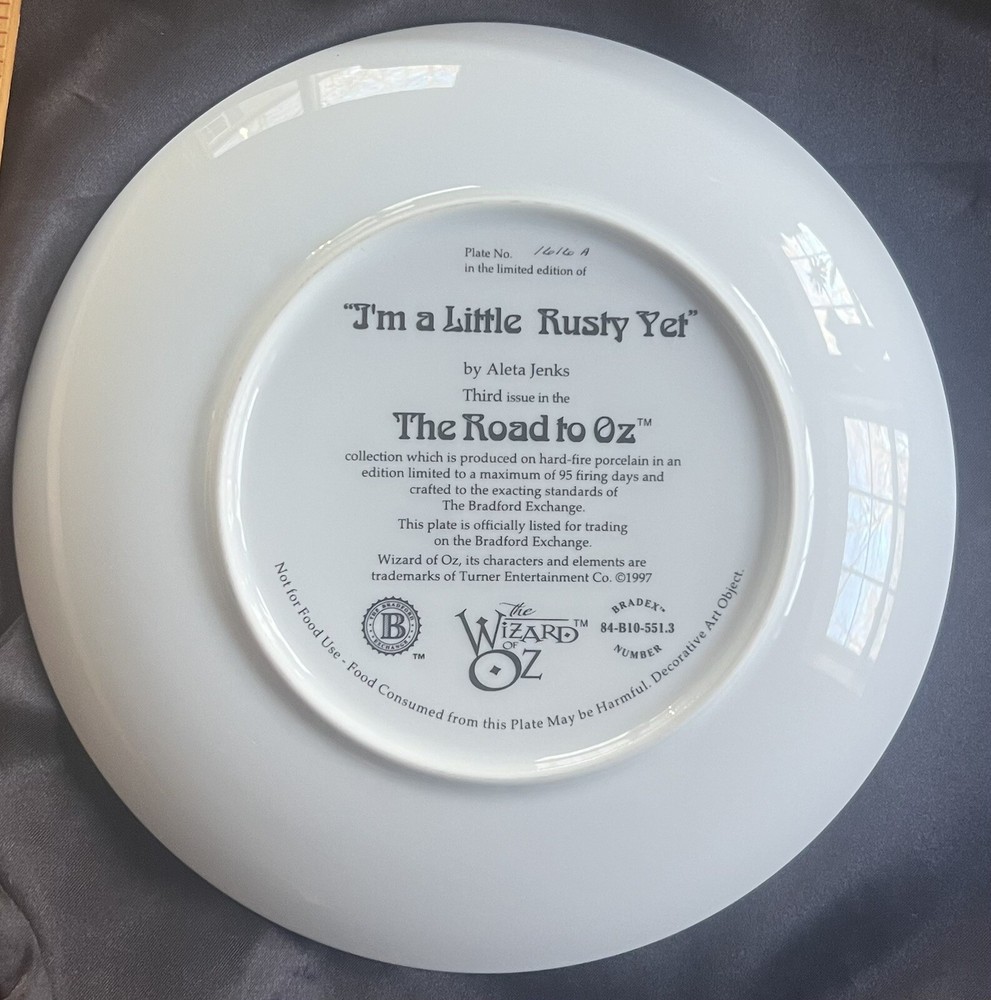 Plate No. 1616 A
in the limited edition of
"I'm a Little Rusty Yet"
by Aleta Jenks
Third issue in the
The Road to Oz™
collection which is produced on hard-fire porcelain in an
edition limited to a maximum of 95 firing days and
crafted to the exacting standards of
The Bradford Exchange.
This plate is officially listed for trading
on the Bradford Exchange.
Wizard of Oz, its characters and elements are
trademarks of Turner Entertainment Co. ©1997
THE BRADFORD EXCHANGE
B
™
The
WIZARD™
OF
OZ
BRADEX™
84-B10-551.3
NUMBER
Not for Food Use - Food Consumed from this Plate May be Harmful. Decorative Art Object.